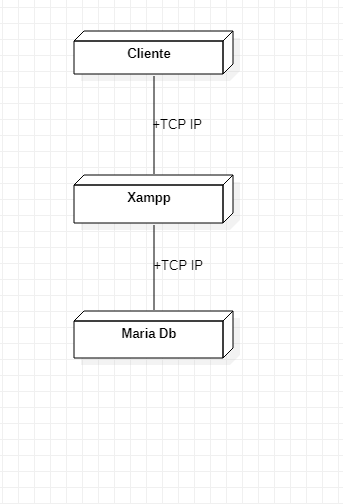 Cliente
+TCP IP
Xampp
+TCP IP
Maria Db